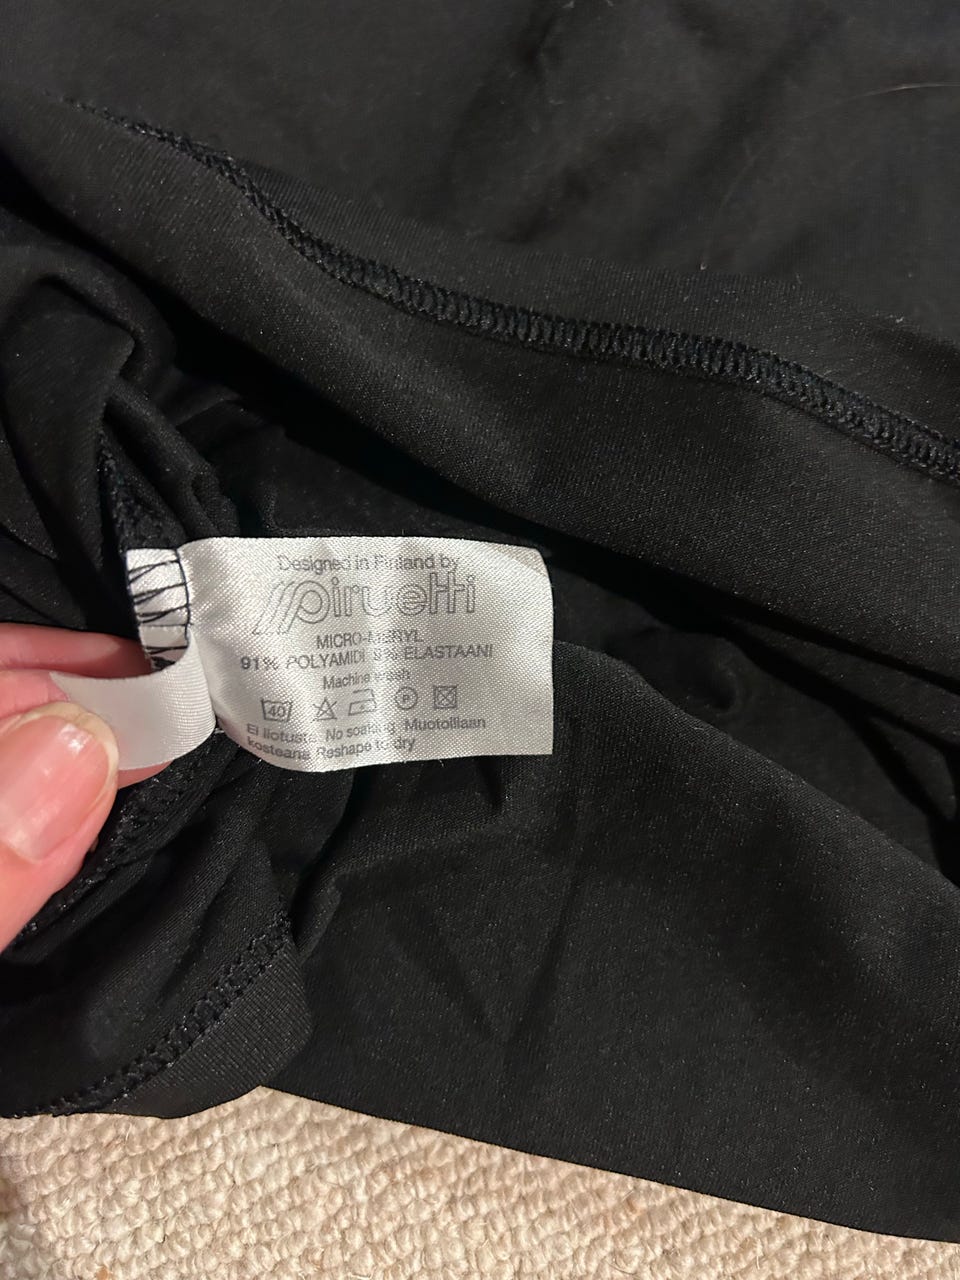 Designed in Finland by
piruetti
MICRO-MERYL
91% POLYAMIDI 9% ELASTAANI
Machine wash
40 P
Ei liotusta No soaking Muotoillaan
kosteana Reshape to dry